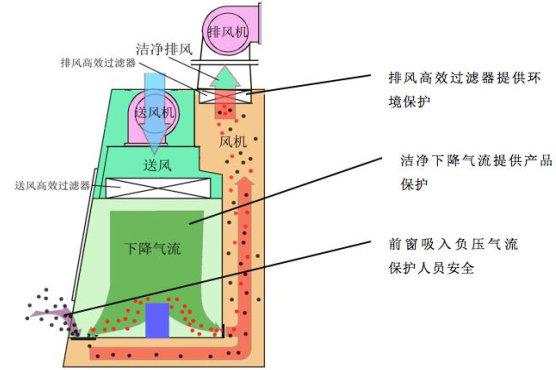 排风机
洁净排风
排风高效过滤器
排风高效过滤器提供环
境保护
送风机
风机
送风
洁净下降气流提供产品
保护
送风高效过滤器
下降气流
前窗吸入负压气流
保护人员安全